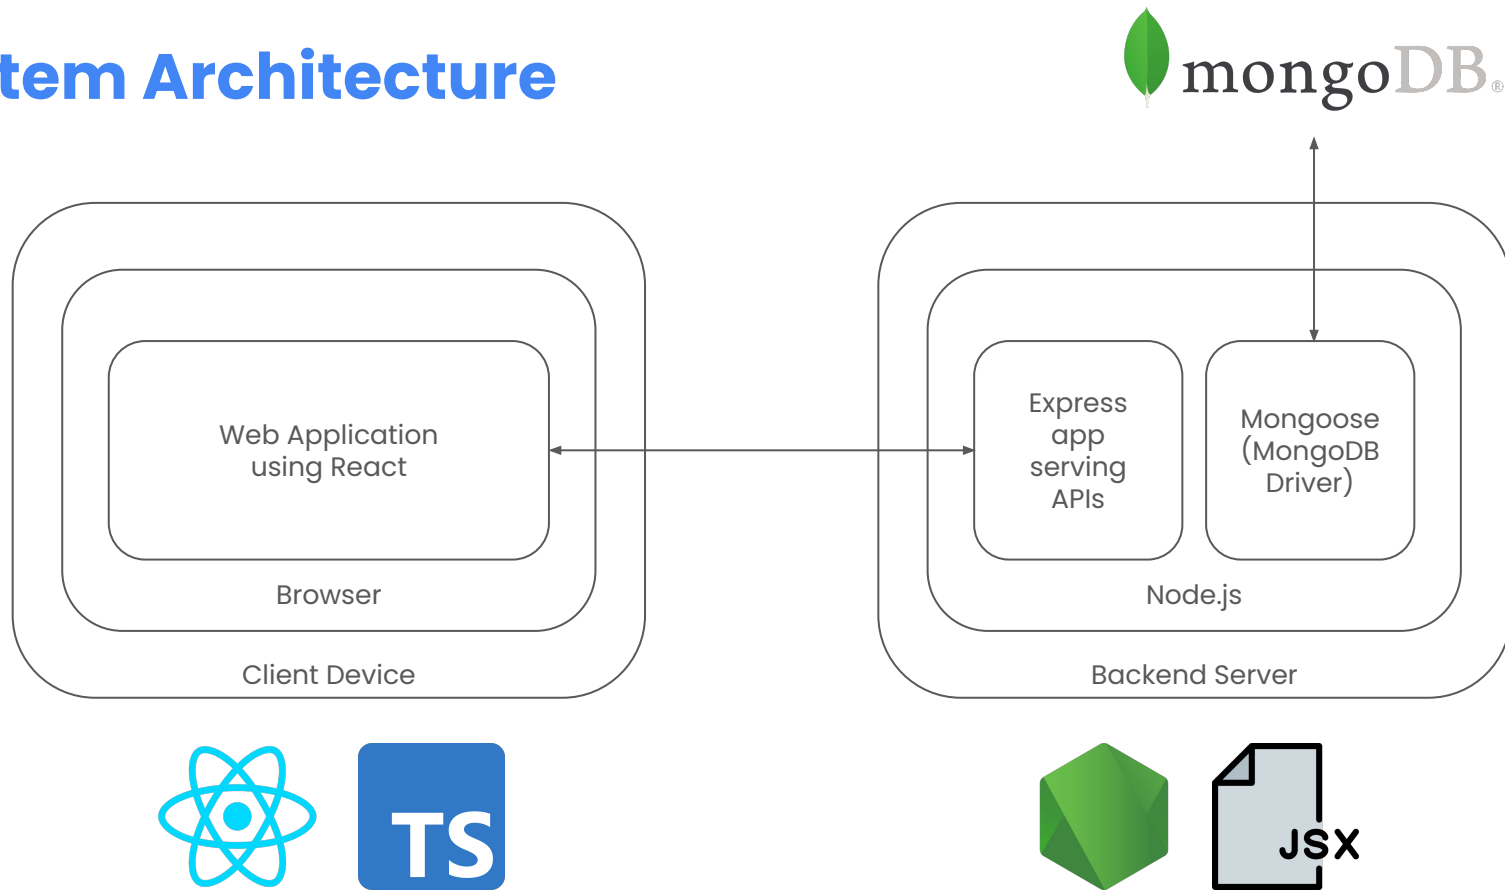 tem Architecture
mongoDB®
Web Application
using React
Browser
Client Device
Express
app
serving
APIs
Mongoose
(MongoDB
Driver)
Node.js
Backend Server
TS
JSX